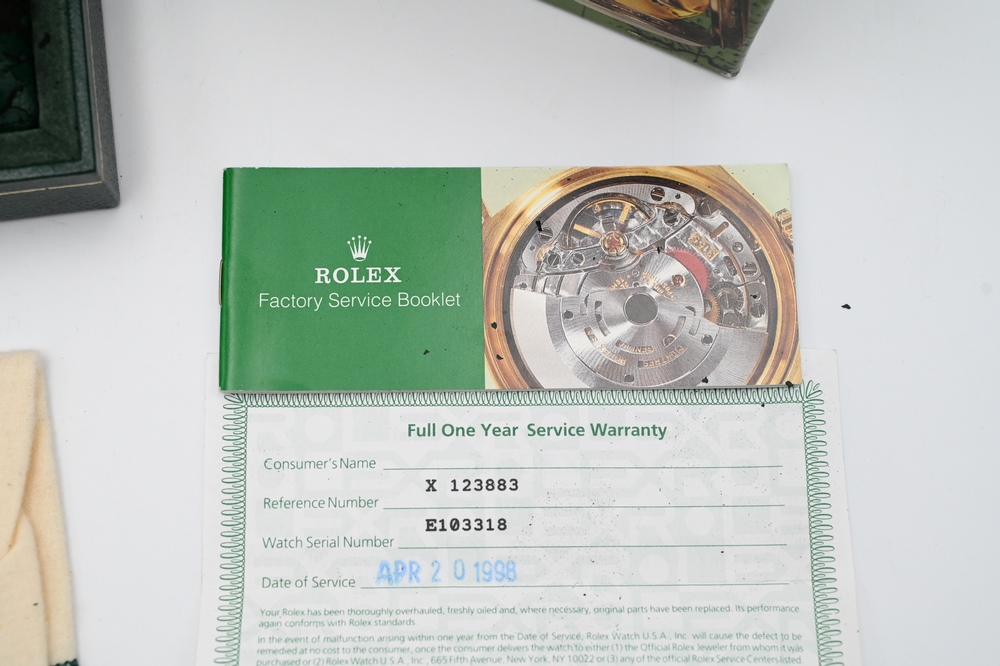 ROLEX
Factory Service Booklet
Full One Year Service Warranty
Consumer's Name
X 123883
Reference Number
E103318
Watch Serial Number
Date of Service APR 20 1998
Your Rolex has been thoroughly overhauled, freshly oiled and, where necessary, original parts have been replaced. Its performance
again conforms with Rolex standards.
In the event of malfunction arising within one year from the Date of Service, Rolex Watch U.S.A., Inc. will cause the defect to be
remedied at no cost to the consumer, once the consumer delivers the watch to either (1) the Official Rolex Jeweler from whom it was
purchased or (2) Rolex Watch U.S.A., Inc., 665 Fifth Avenue, New York, NY 10022 or (3) any of the official Rolex Service Centers listed